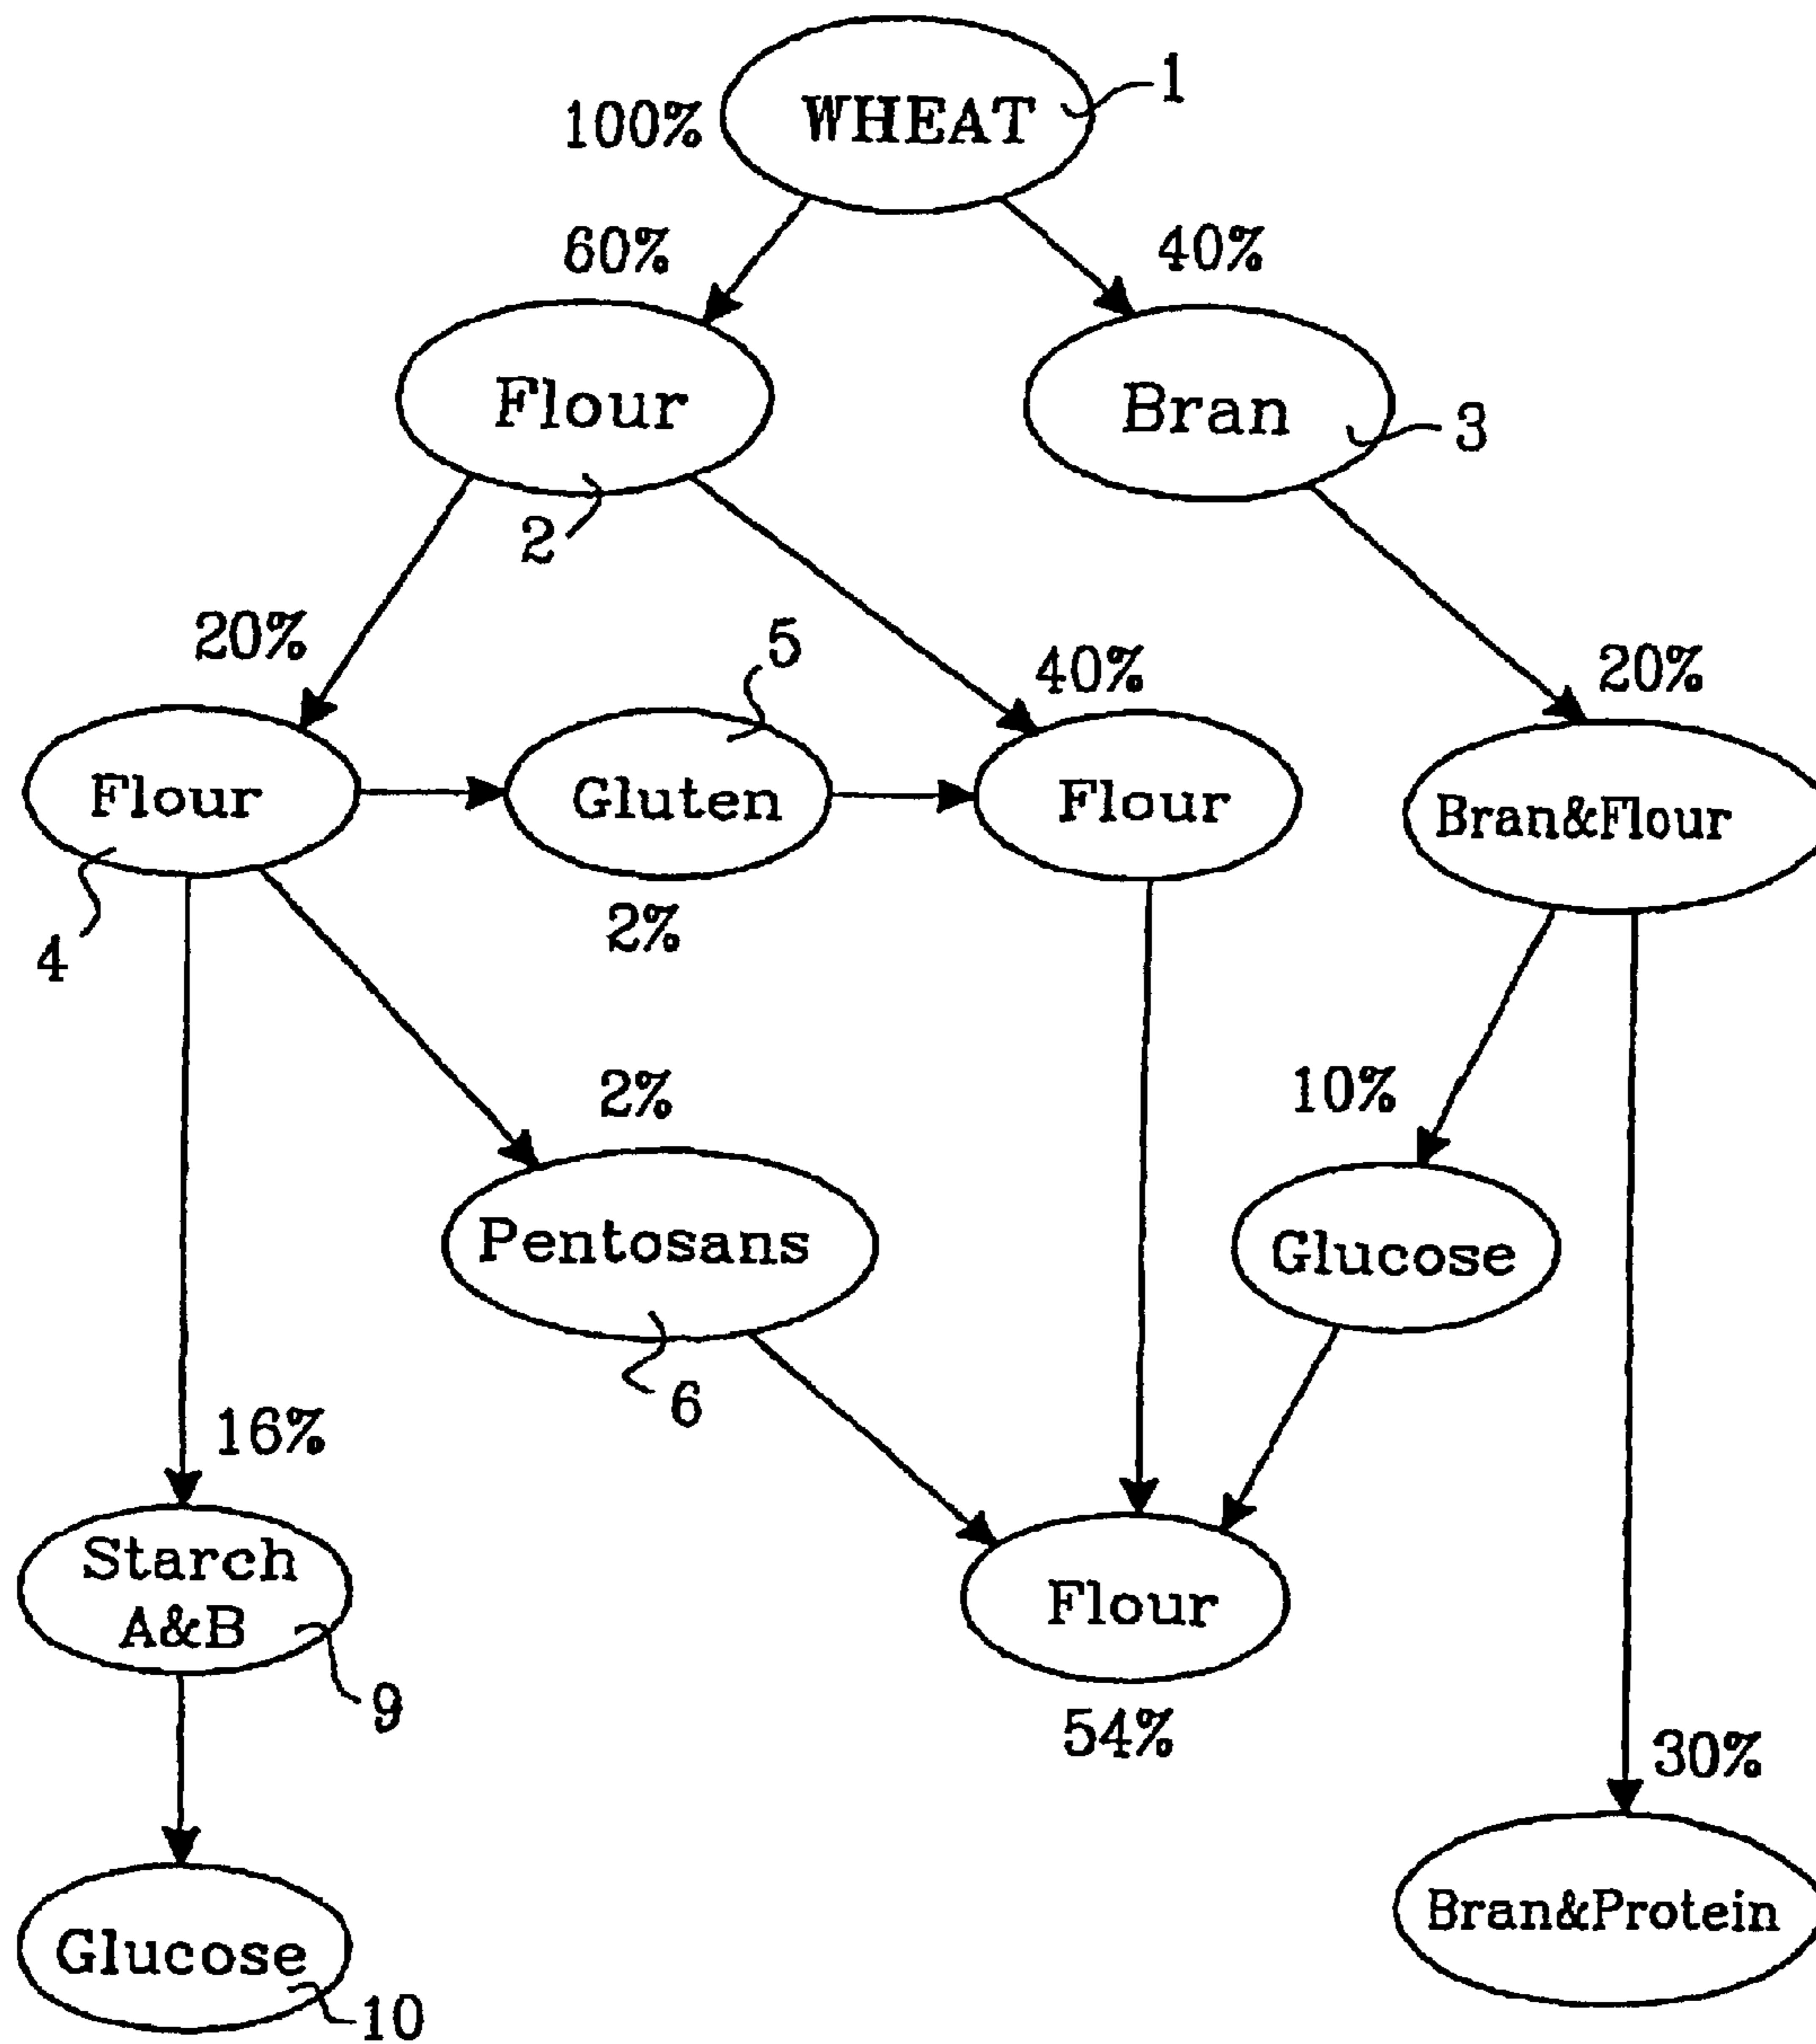 1
100%
WHEAT
60%
40%
Flour
Bran
3
2
20%
5
40%
20%
Flour
Gluten
Flour
Bran&Flour
4
2%
2%
10%
Pentosans
Glucose
6
16%
Starch
A&B
Flour
9
54%
30%
Glucose
Bran&Protein
10